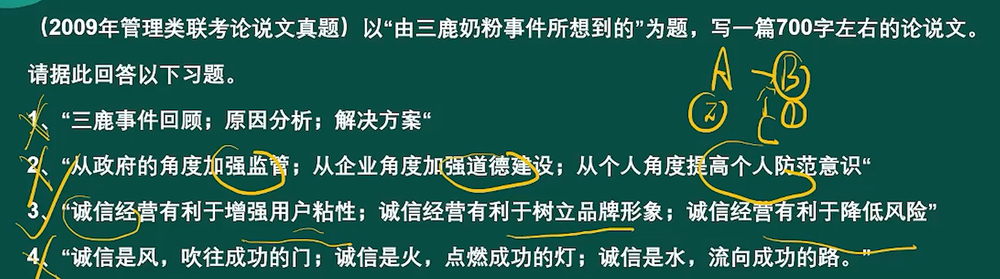 （2009年管理类联考论说文真题）以“由三鹿奶粉事件所想到的”为题，写一篇700字左右的论说文。
请据此回答以下习题。
A - B
2 C 1
1、“三鹿事件回顾；原因分析；解决方案“
2、“从政府的角度加强监管；从企业角度加强道德建设；从个人角度提高个人防范意识“
3、“诚信经营有利于增强用户粘性；诚信经营有利于树立品牌形象；诚信经营有利于降低风险”
4、“诚信是风，吹往成功的门；诚信是火，点燃成功的灯；诚信是水，流向成功的路。”